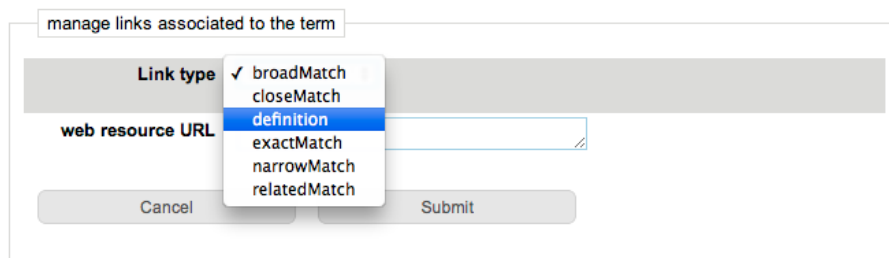 manage links associated to the term
Link type ✓ broadMatch
closeMatch
definition
web resource URL
exactMatch
narrowMatch
relatedMatch
Cancel
Submit